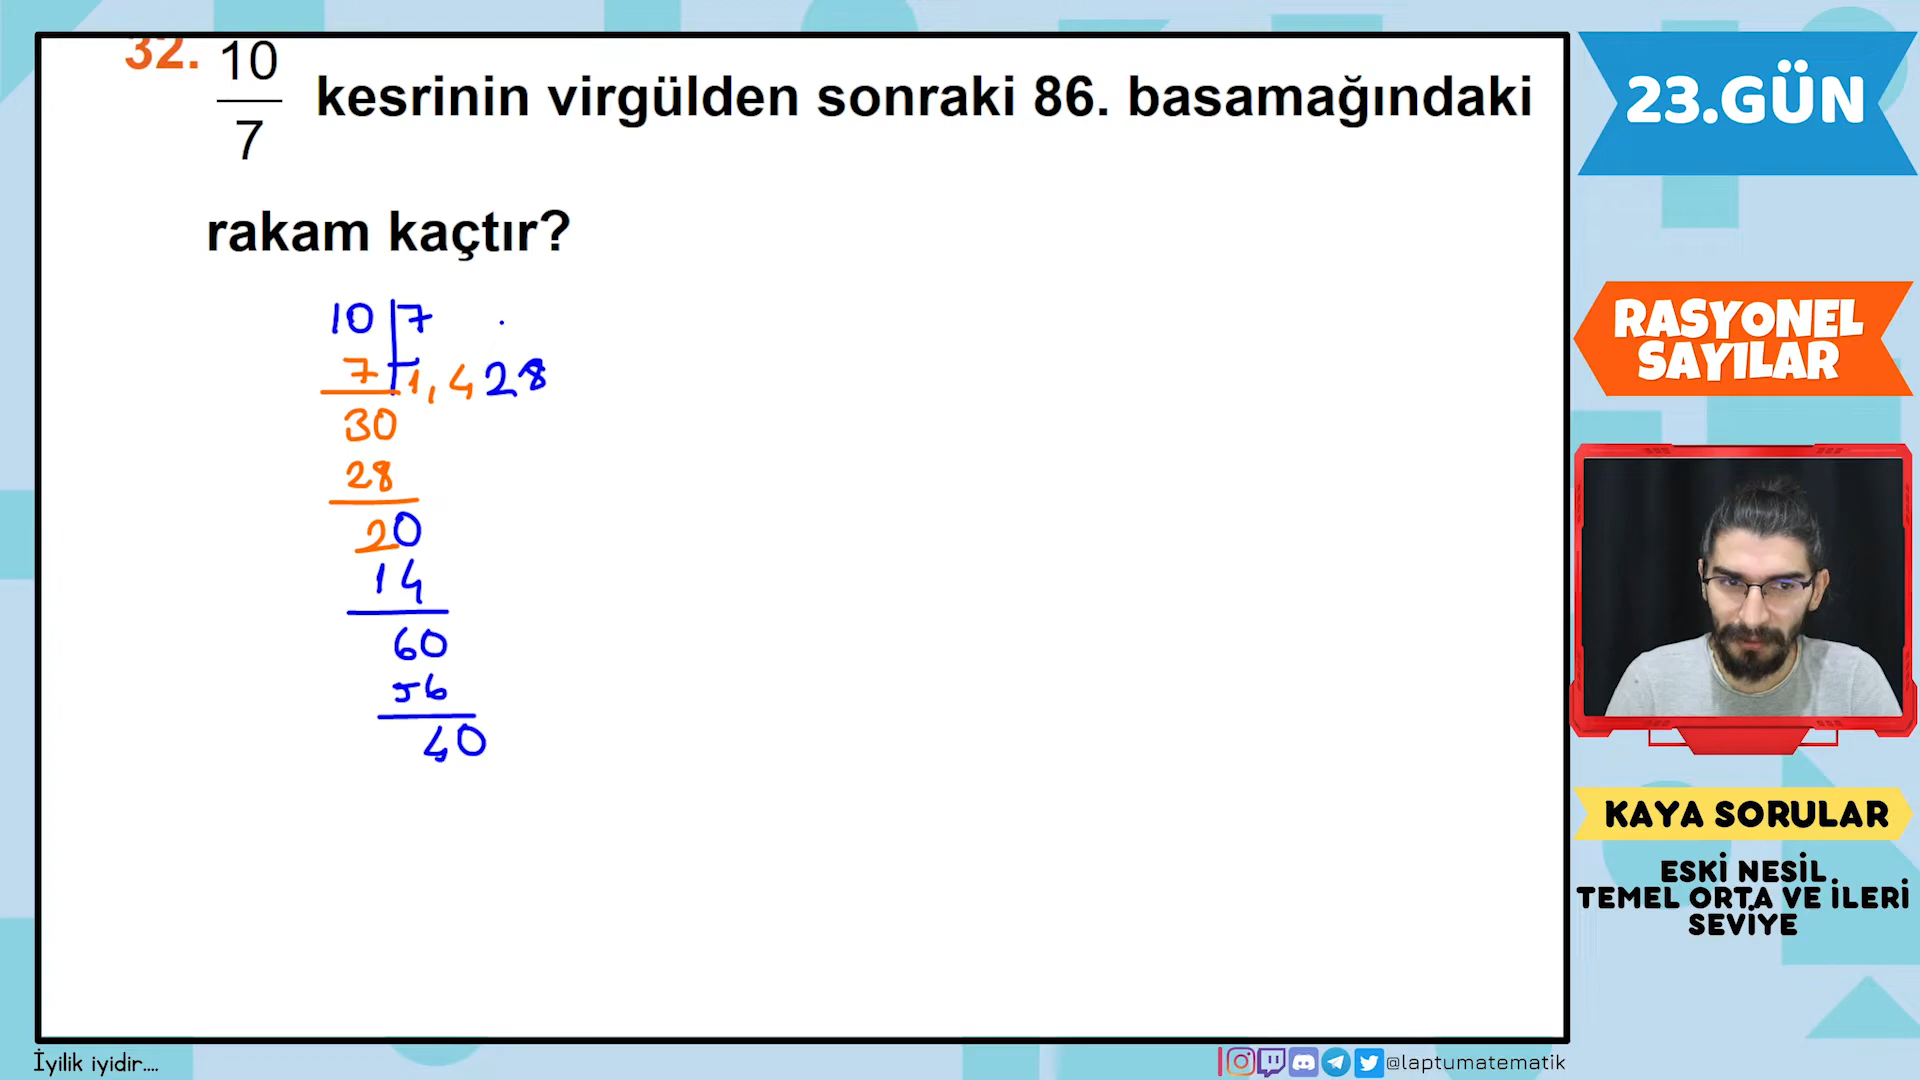 32. 10
7
kesrinin virgülden sonraki 86. basamağındaki
rakam kaçtır?
10 7
7 1,428
30
28
20
14
60
56
40
23.GÜN
RASYONEL
SAYILAR
KAYA SORULAR
ESKİ NESİL
TEMEL ORTA VE İLERİ
SEVİYE
İyilik iyidir....
@laptumatematik